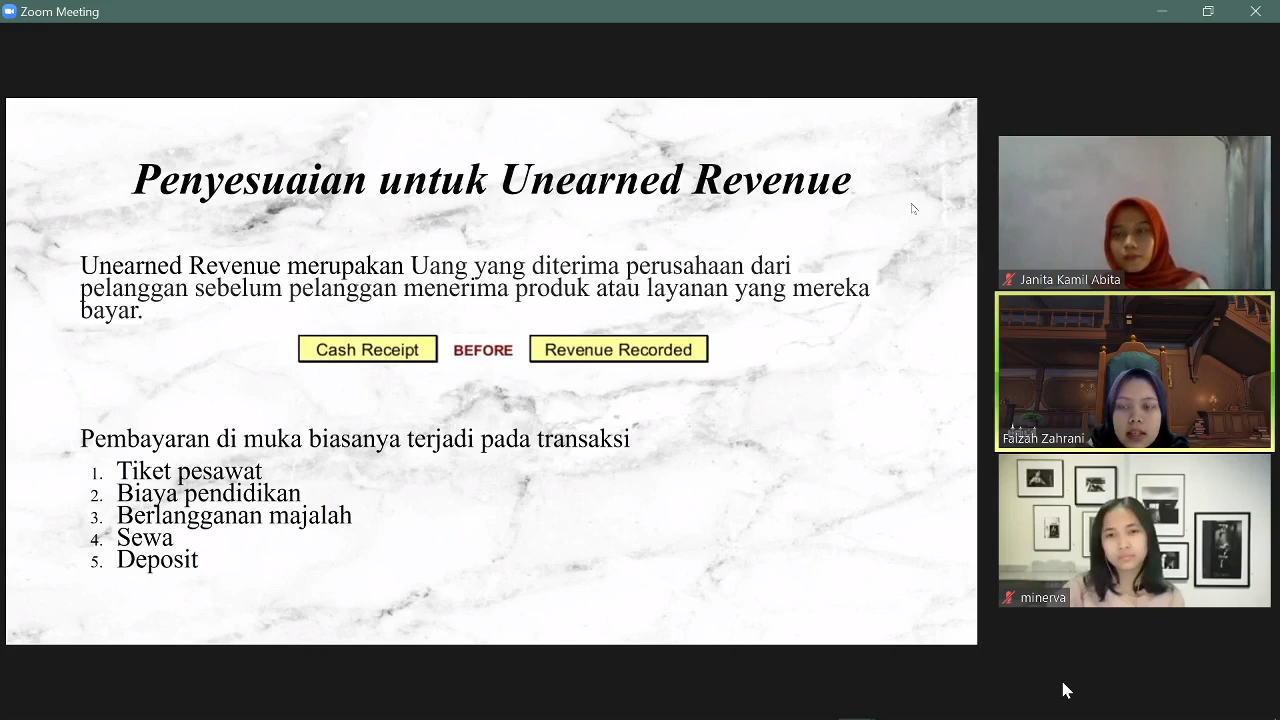 Zoom Meeting
Penyesuaian untuk Unearned Revenue
Unearned Revenue merupakan Uang yang diterima perusahaan dari
pelanggan sebelum pelanggan menerima produk atau layanan yang mereka
bayar.
Cash Receipt BEFORE Revenue Recorded
Pembayaran di muka biasanya terjadi pada transaksi
1. Tiket pesawat
2. Biaya pendidikan
3. Berlangganan majalah
4. Sewa
5. Deposit
Janita Kamil Abita
Faizah Zahrani
minerva